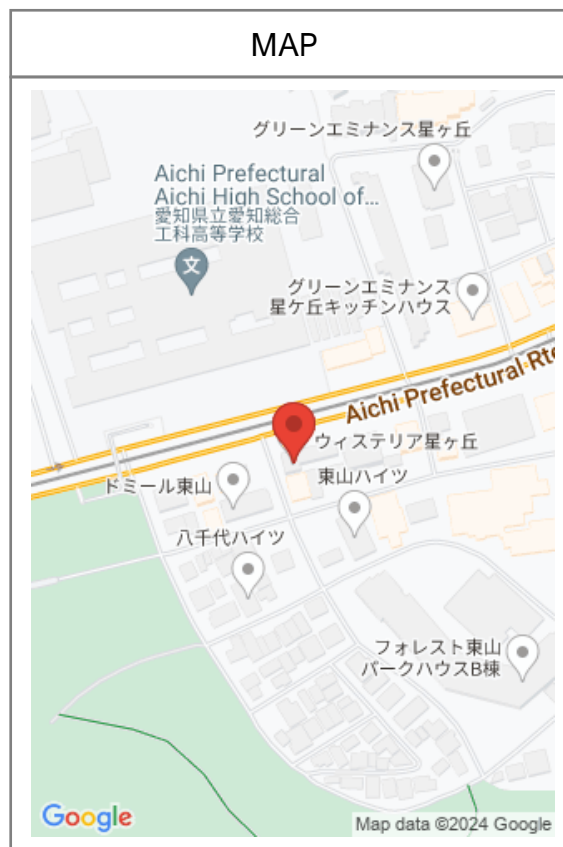 MAP
グリーンエミナンス星ヶ丘
Aichi Prefectural
Aichi High School of...
愛知県立愛知総合
工科高等学校
文
グリーンエミナンス
星ケ丘キッチンハウス
Aichi Prefectural Rte
ウィステリア星ヶ丘
ドミール東山
東山ハイツ
八千代ハイツ
フォレスト東山
パークハウスB棟
Google
Map data ©2024 Google